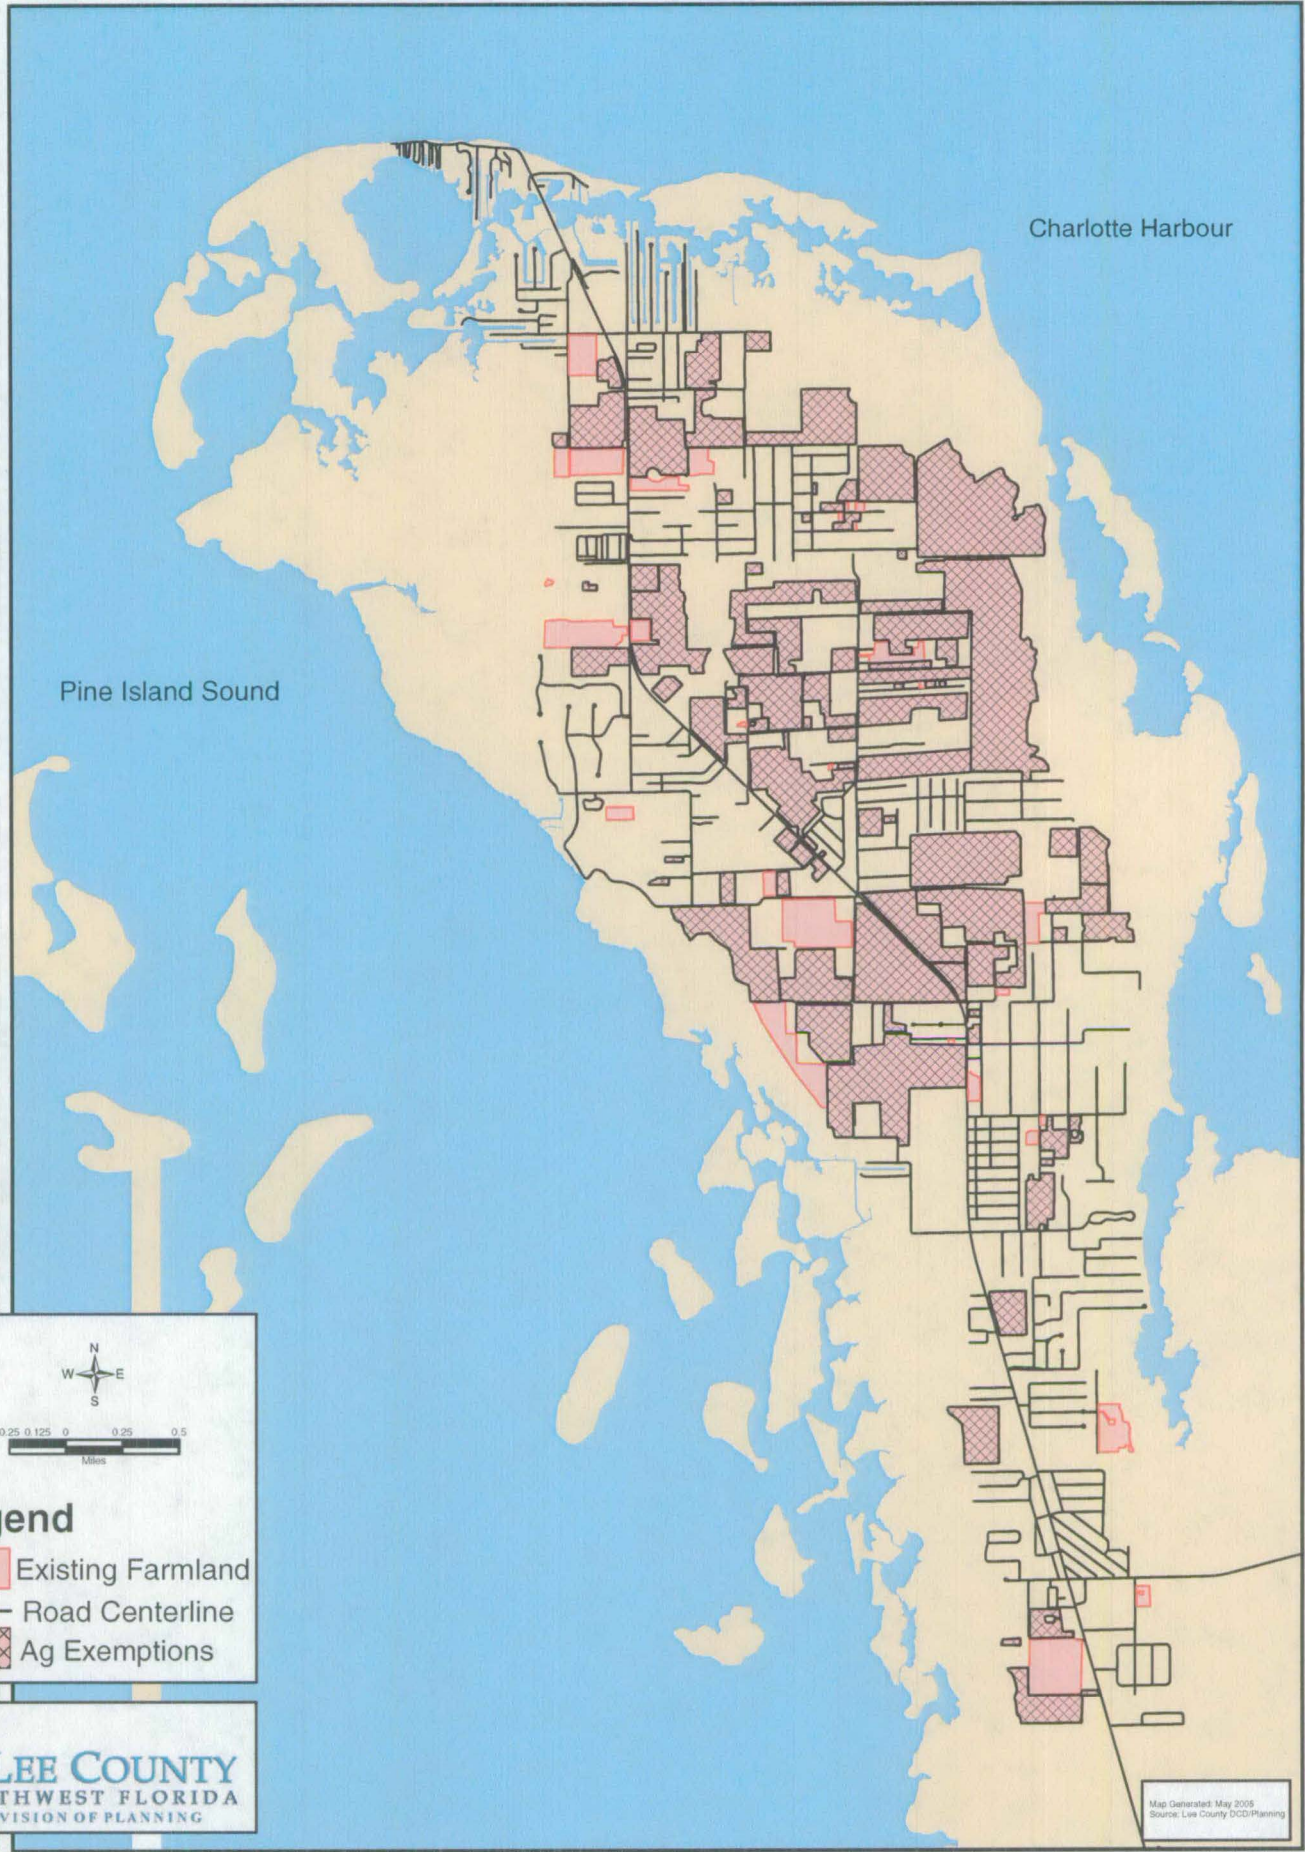 Charlotte Harbour
Pine Island Sound
N
W E
S
0.25 0.125 0 0.25 0.5
Miles
gend
Existing Farmland
Road Centerline
Ag Exemptions
LEE COUNTY
THWEST FLORIDA
VISION OF PLANNING
Map Generated: May 2005
Source: Lee County DCD/Planning